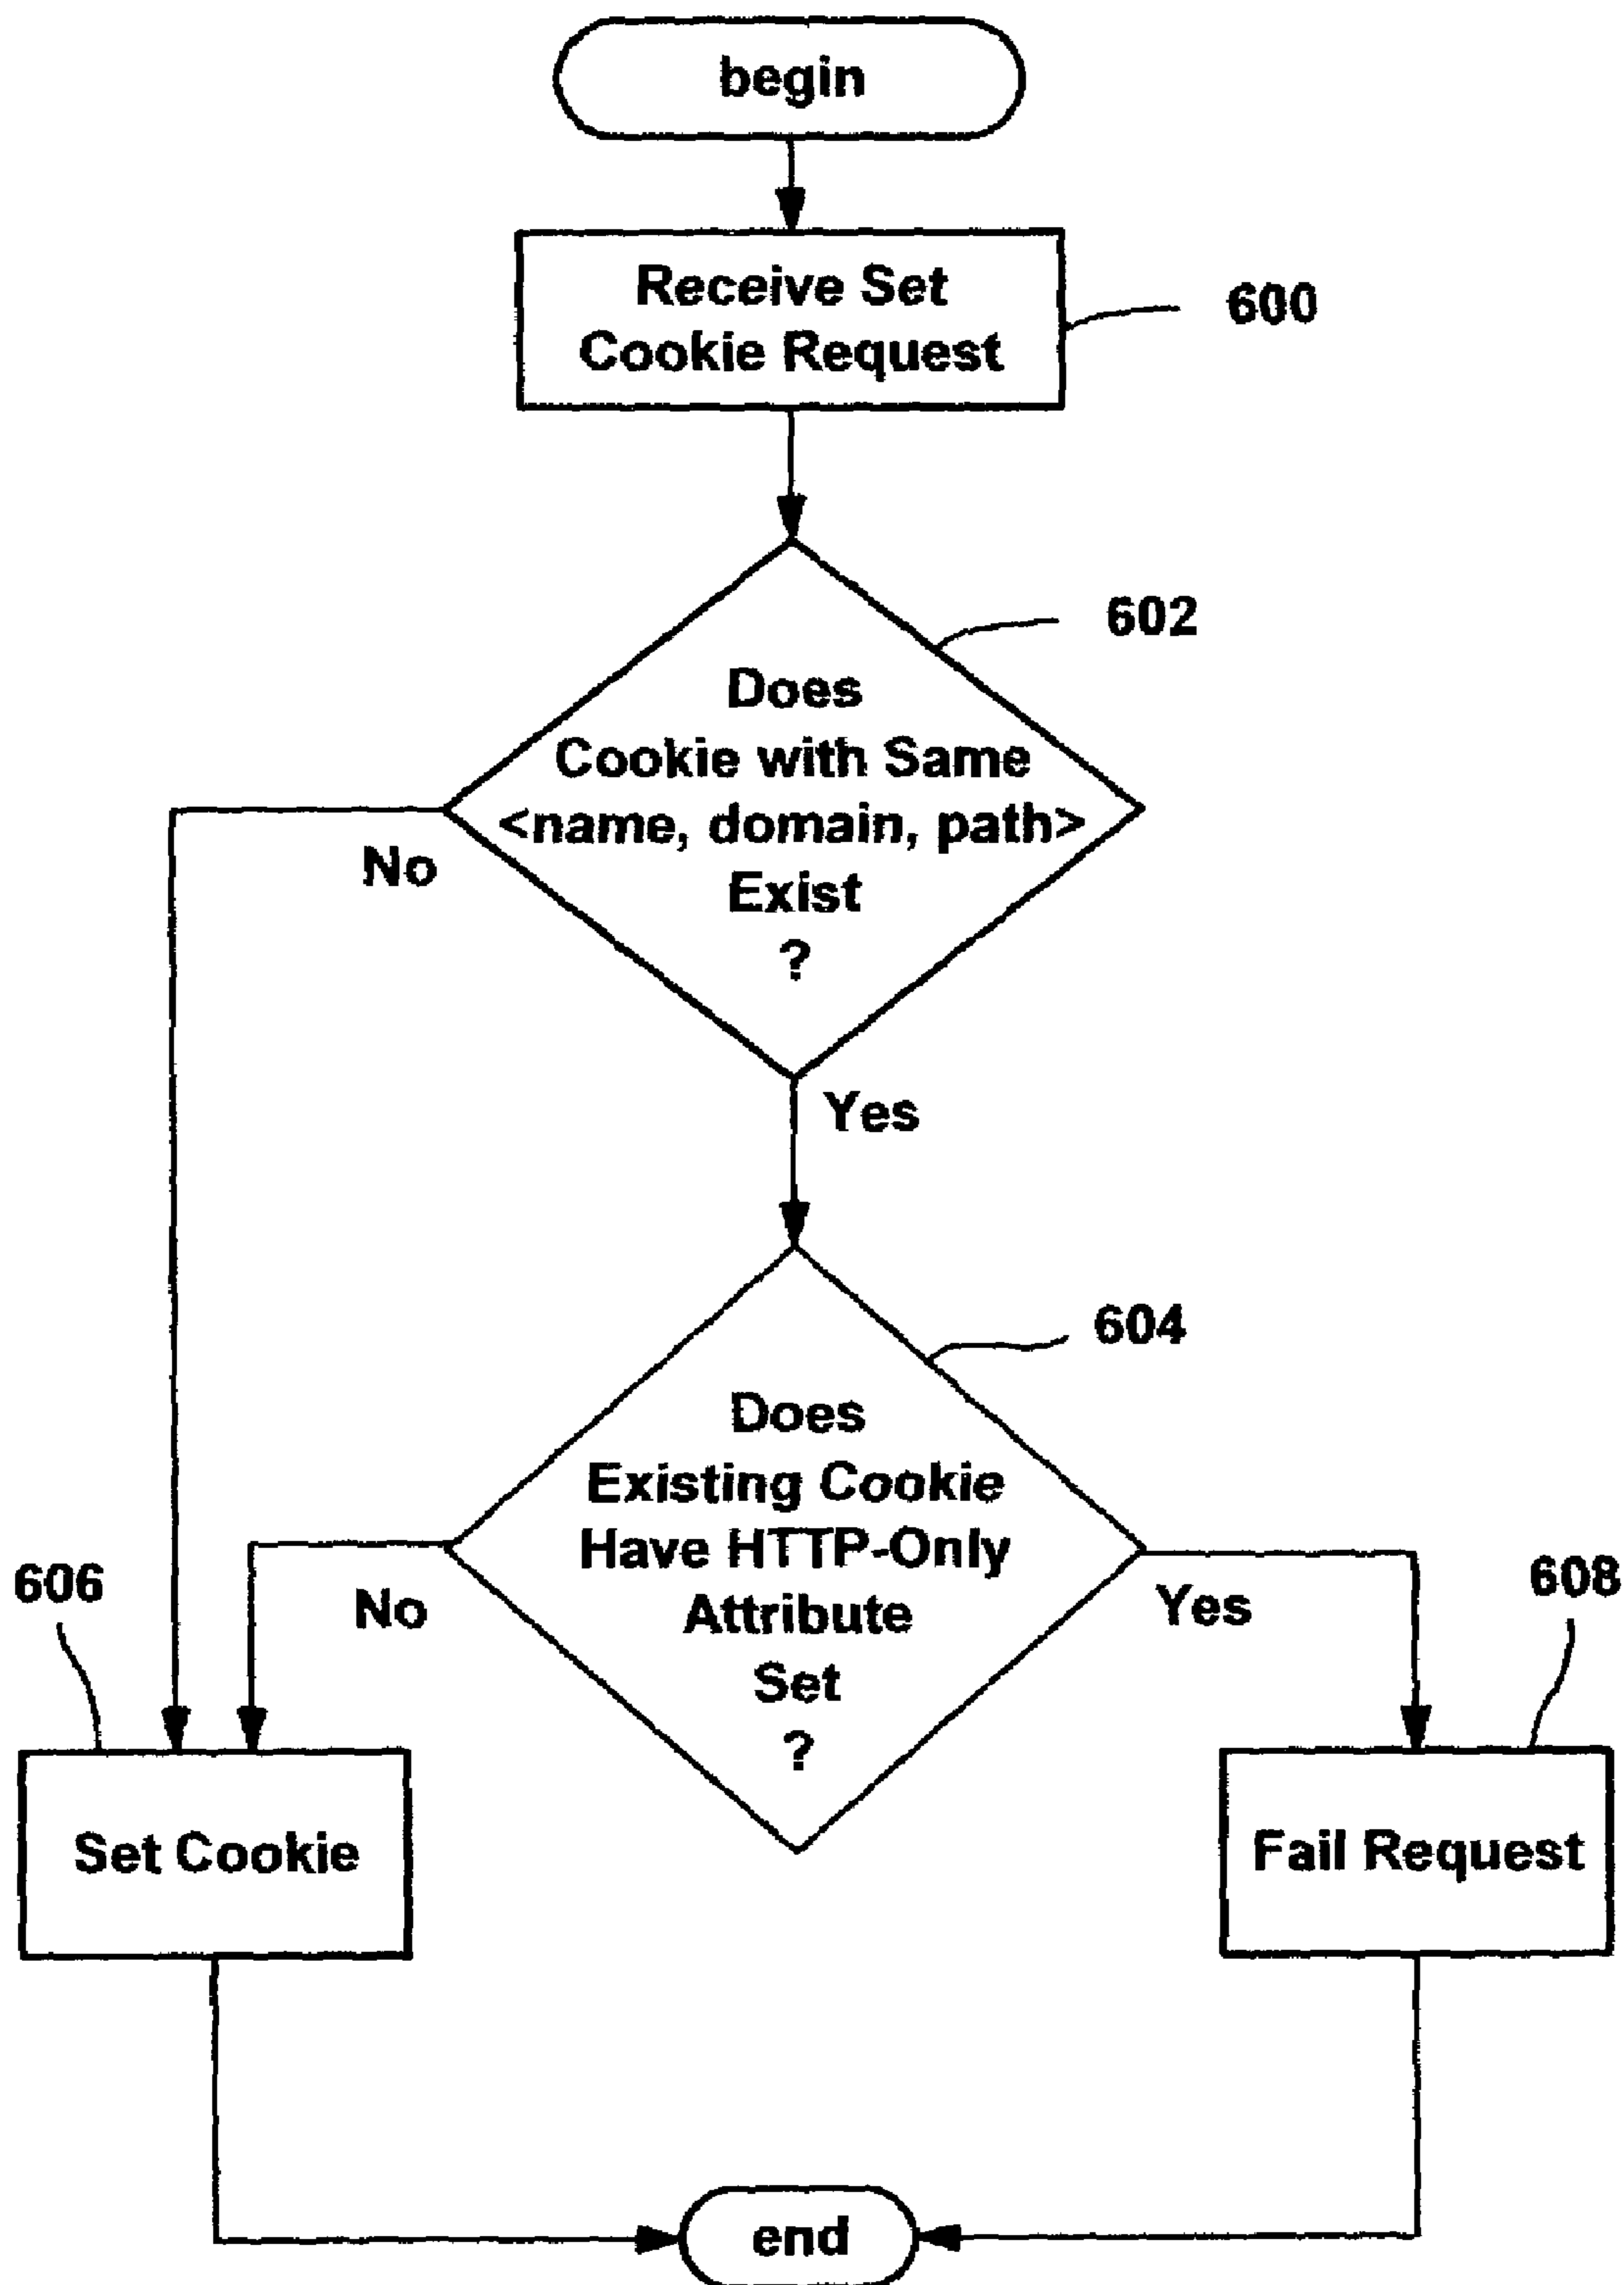 begin
Receive Set
Cookie Request
600
602
Does
Cookie with Same
<name, domain, path>
Exist
?
No
Yes
604
Does
Existing Cookie
Have HTTP-Only
Attribute
Set
?
No
Yes
606
608
Set Cookie
Fail Request
end